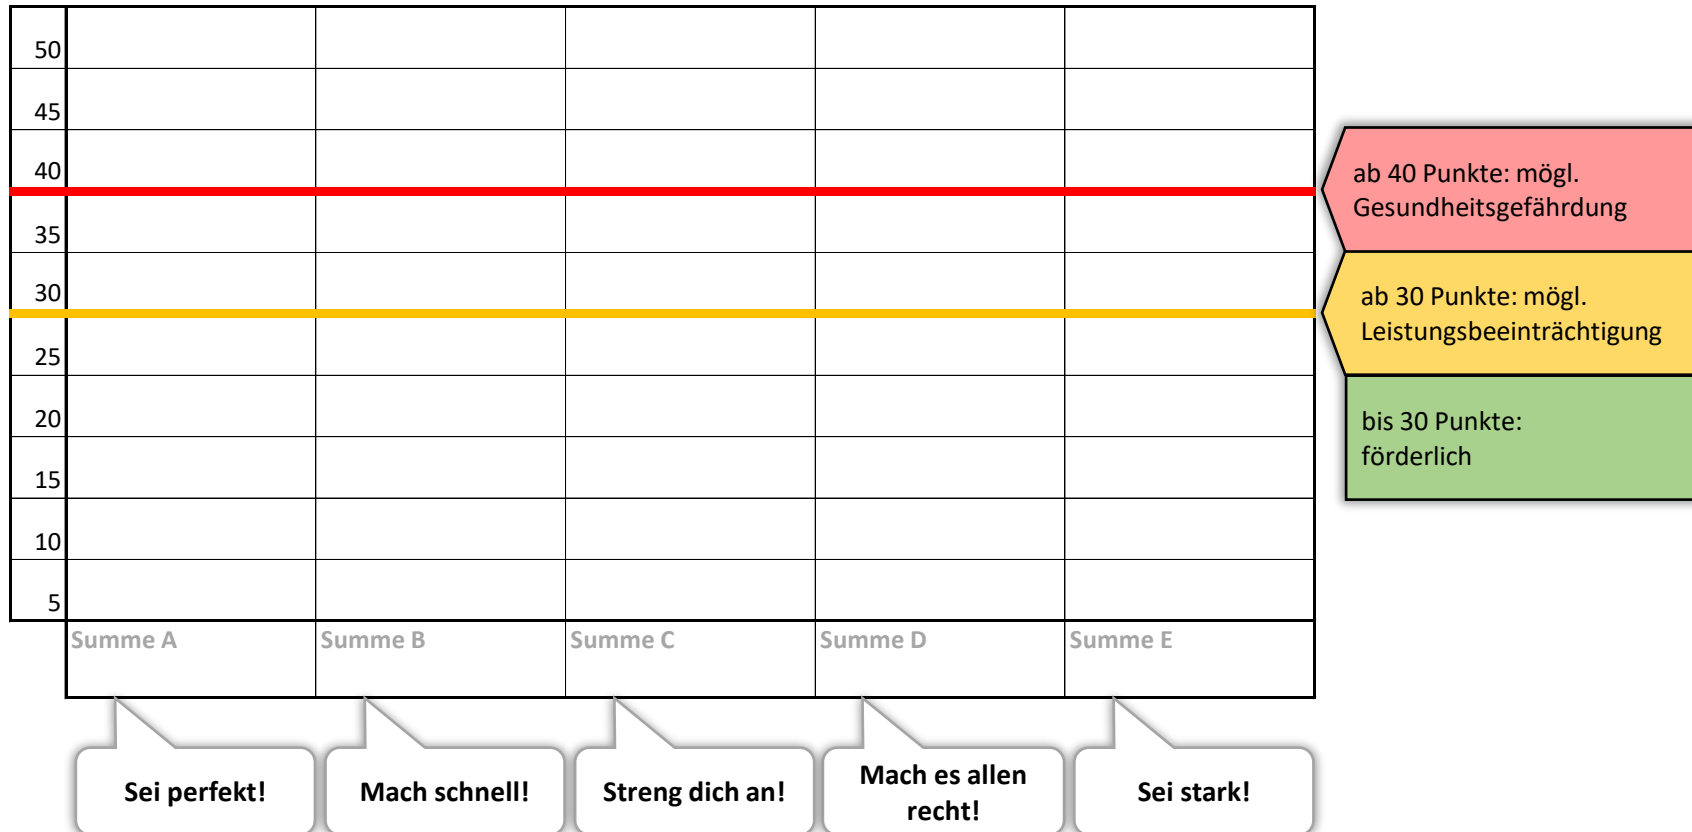 50
45
40
35
30
25
20
15
10
5
Summe A
Summe B
Summe C
Summe D
Summe E
Sei perfekt!
Mach schnell!
Streng dich an!
Mach es allen
recht!
Sei stark!
ab 40 Punkte: mögl.
Gesundheitsgefährdung
ab 30 Punkte: mögl.
Leistungsbeeinträchtigung
bis 30 Punkte:
förderlich